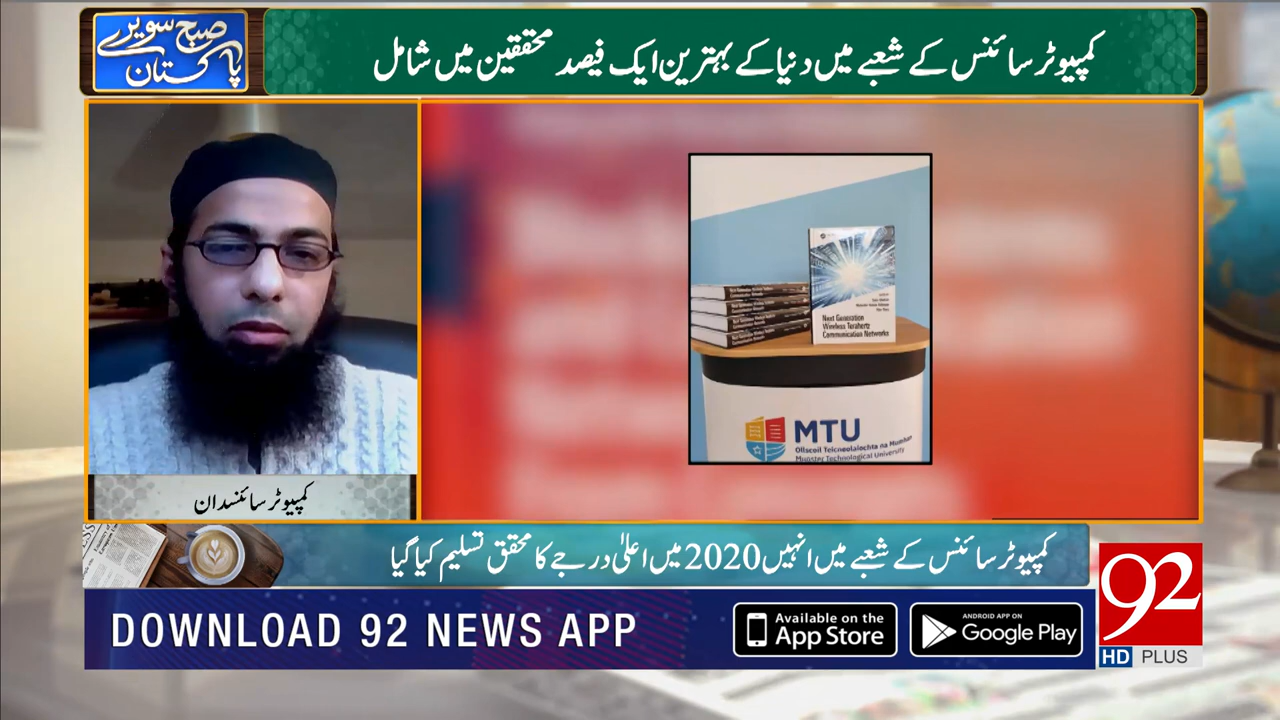 صبح سویرے پاکستان
کمپیوٹر سائنس کے شعبے میں دنیا کے بہترین ایک فیصد محققین میں شامل
Next Generation
Wireless Terahertz
Communication Networks
MTU
Ollscoil Teicneolaíochta na Mumhan
Munster Technological University
کمپیوٹر سائنسدان
کمپیوٹر سائنس کے شعبے میں انہیں 2020 میں اعلیٰ درجے کا محقق تسلیم کیا گیا
DOWNLOAD 92 NEWS APP
Available on the
App Store
ANDROID APP ON
Google Play
92
HD PLUS